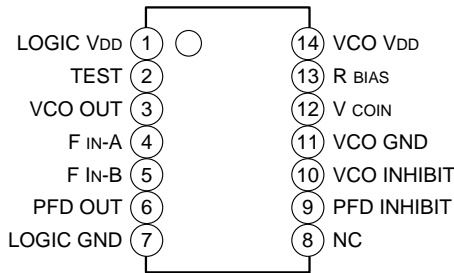 LOGIC VDD 1 14 VCO VDD
TEST 2 13 R BIAS
VCO OUT 3 12 V COIN
F IN-A 4 11 VCO GND
F IN-B 5 10 VCO INHIBIT
PFD OUT 6 9 PFD INHIBIT
LOGIC GND 7 8 NC